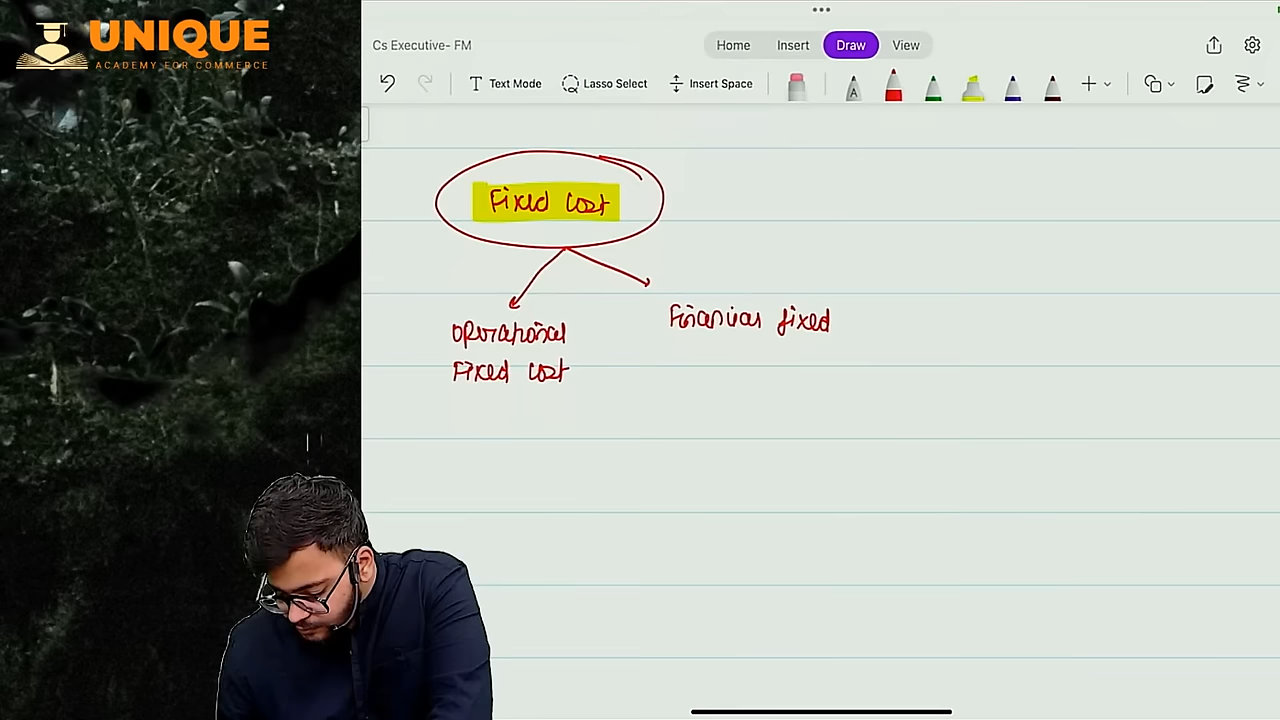 UNIQUE
ACADEMY FOR COMMERCE
Cs Executive- FM
Home Insert Draw View
Text Mode Lasso Select Insert Space
Fixed cost
Operational
Fixed cost
Financial fixed